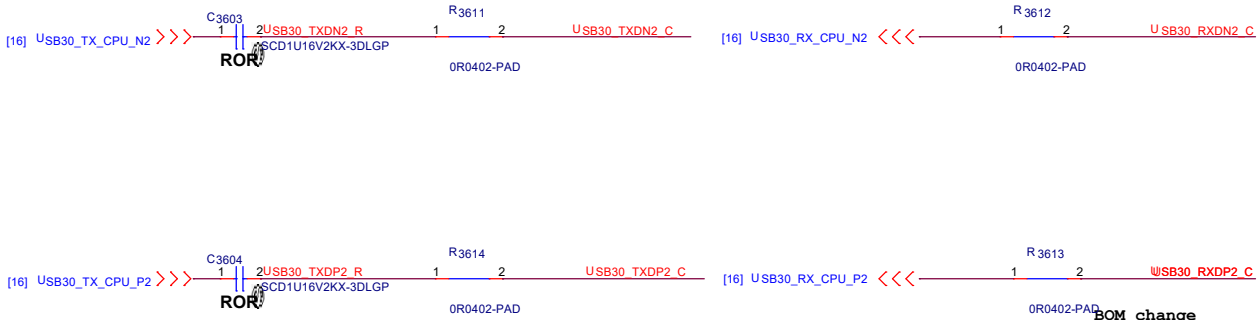 C3603
R3611
R3612
[16] USB30_TX_CPU_N2 1 2 USB30_TXDN2_R 1 2 USB30_TXDN2_C [16] USB30_RX_CPU_N2 1 2 USB30_RXDN2_C
SCD1U16V2KX-3DLGP
ROR
0R0402-PAD
0R0402-PAD
C3604
R3614
R3613
[16] USB30_TX_CPU_P2 1 2 USB30_TXDP2_R 1 2 USB30_TXDP2_C [16] USB30_RX_CPU_P2 1 2 USB30_RXDP2_C
SCD1U16V2KX-3DLGP
ROR
0R0402-PAD
0R0402-PAD
BOM change